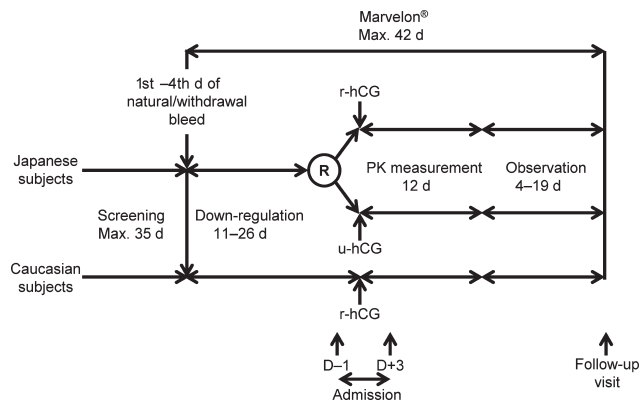 Marvelon®
Max. 42 d
1st –4th d of
natural/withdrawal
bleed
r-hCG
Japanese
subjects
R
PK measurement
12 d
Observation
4–19 d
Screening
Max. 35 d
Down-regulation
11–26 d
u-hCG
Caucasian
subjects
r-hCG
D–1
D+3
Admission
Follow-up
visit